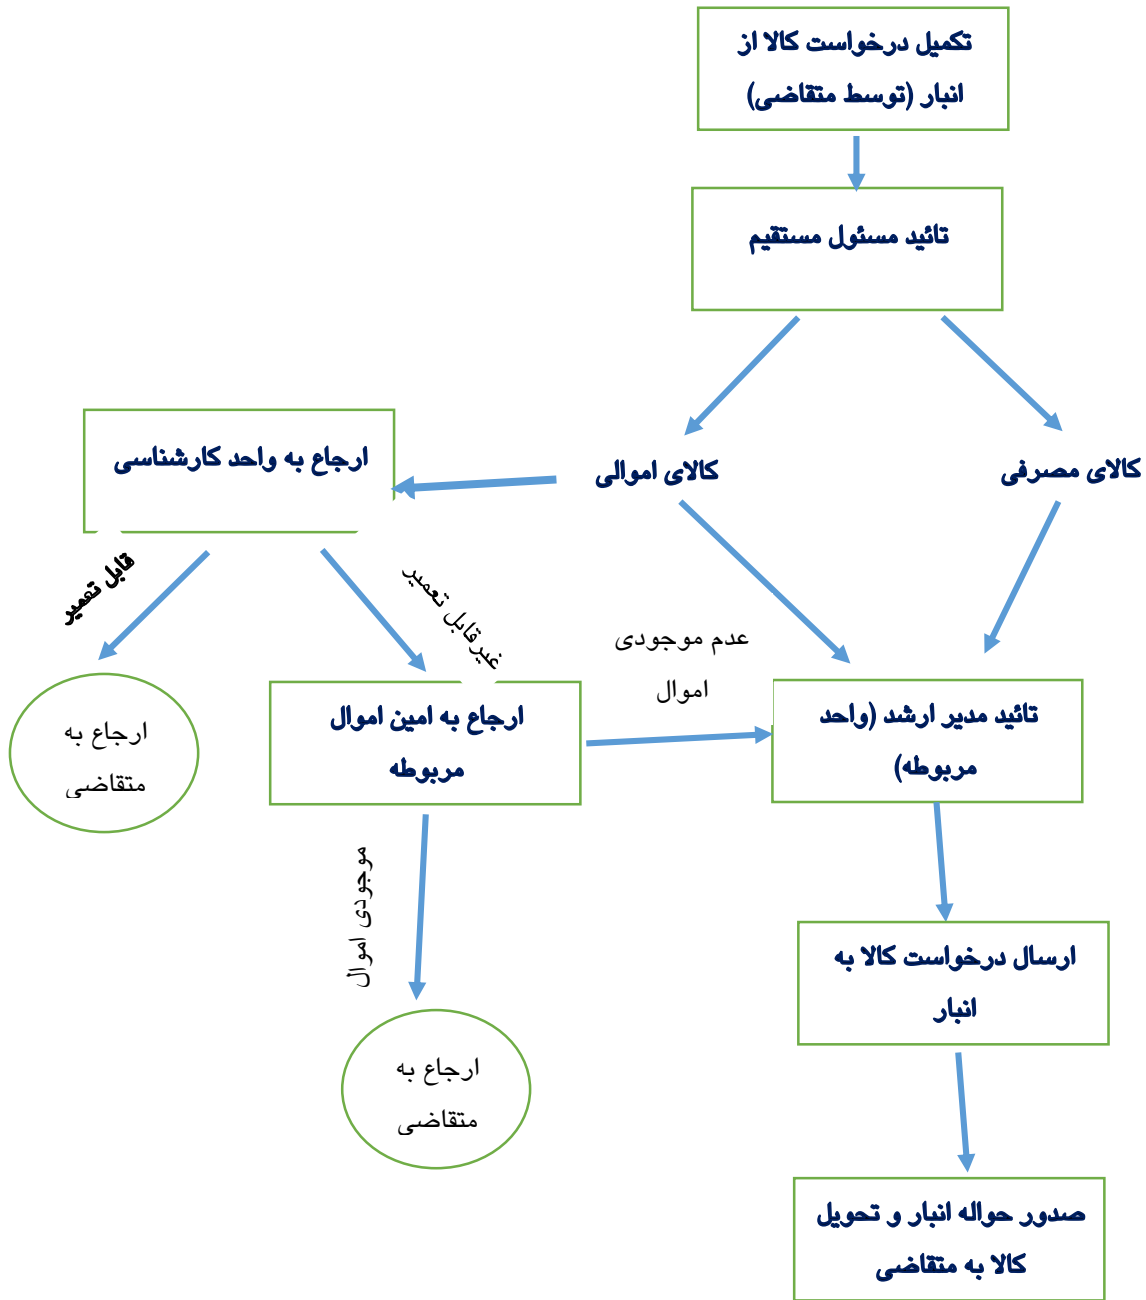 تکمیل درخواست کالا از
انبار (توسط متقاضی)
تائید مسئول مستقیم
کالای مصرفی
کالای اموالی
ارجاع به واحد کارشناسی
قابل تعمیر
غیرقابل تعمیر
عدم موجودی
اموال
ارجاع به
متقاضی
ارجاع به امین اموال
مربوطه
تائید مدیر ارشد (واحد
مربوطه)
موجودی اموال
ارسال درخواست کالا به
انبار
ارجاع به
متقاضی
صدور حواله انبار و تحویل
کالا به متقاضی